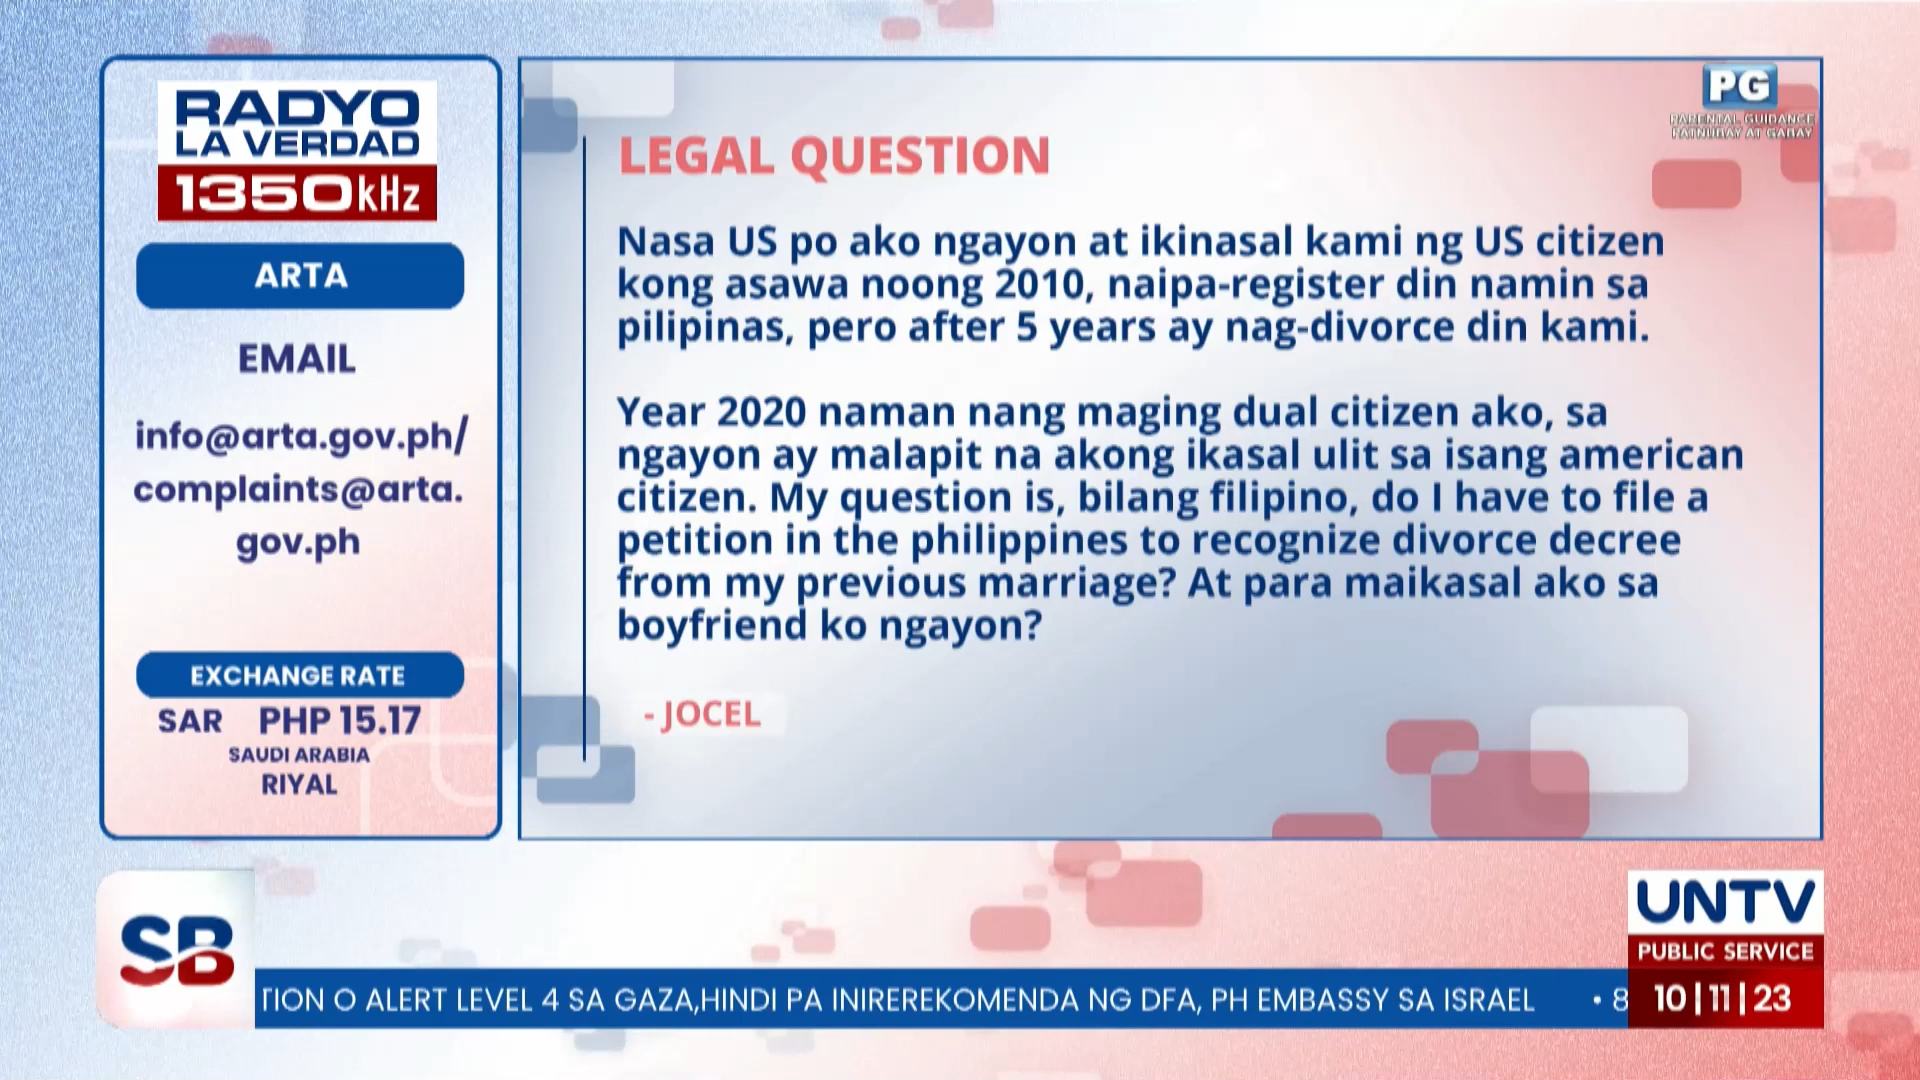 RADYO
LA VERDAD
1350kHz
ARTA
EMAIL
info@arta.gov.ph/
complaints@arta.
gov.ph
EXCHANGE RATE
SAR PHP 15.17
SAUDI ARABIA
RIYAL
PG
PARENTAL GUIDANCE
PATNUBAY AT GABAY
LEGAL QUESTION
Nasa US po ako ngayon at ikinasal kami ng US citizen
kong asawa noong 2010, naipa-register din namin sa
pilipinas, pero after 5 years ay nag-divorce din kami.
Year 2020 naman nang maging dual citizen ako, sa
ngayon ay malapit na akong ikasal ulit sa isang american
citizen. My question is, bilang filipino, do I have to file a
petition in the philippines to recognize divorce decree
from my previous marriage? At para maikasal ako sa
boyfriend ko ngayon?
- JOCEL
SB
TION O ALERT LEVEL 4 SA GAZA,HINDI PA INIREREKOMENDA NG DFA, PH EMBASSY SA ISRAEL • 8
UNTV
PUBLIC SERVICE
10|11|23